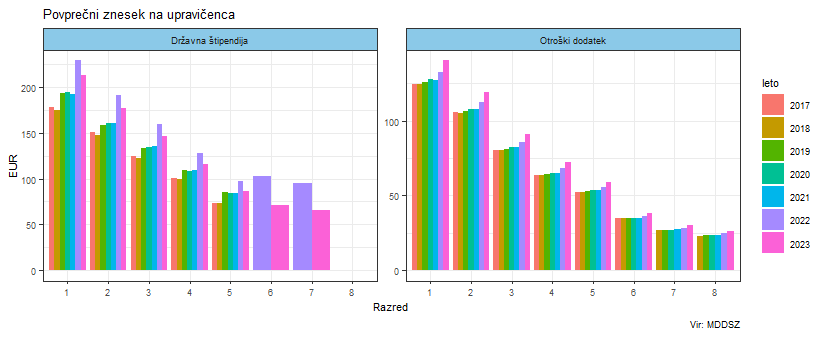 Povprečni znesek na upravičenca
Državna štipendija
Otroški dodatek
EUR
200
150
100
50
0
100
50
0
1 2 3 4 5 6 7 8
1 2 3 4 5 6 7 8
Razred
leto
2017
2018
2019
2020
2021
2022
2023
Vir: MDDSZ